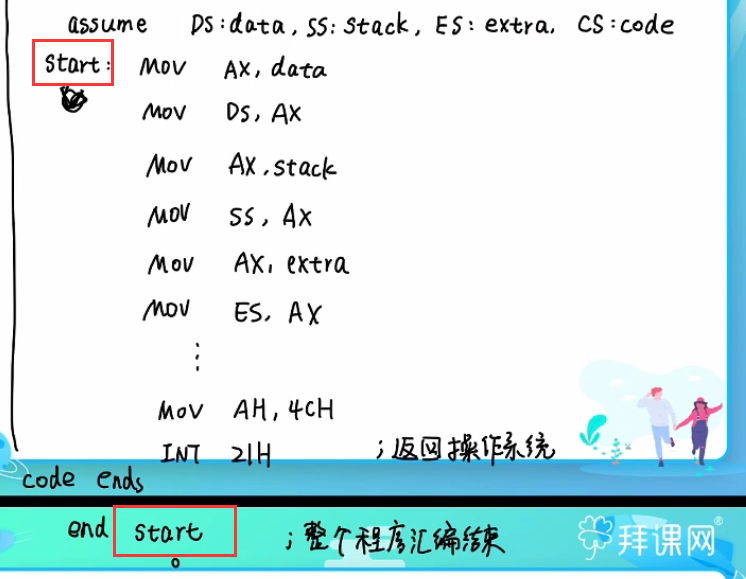 assume DS:data, SS:stack, ES:extra, CS:code
Start: MOV AX, data
MOV DS, AX
MOV AX, stack
MOV SS, AX
MOV AX, extra
MOV ES, AX
⋮
MOV AH, 4CH
INT 21H ;返回操作系统
code ends
end start ;整个程序汇编结束
拜课网®